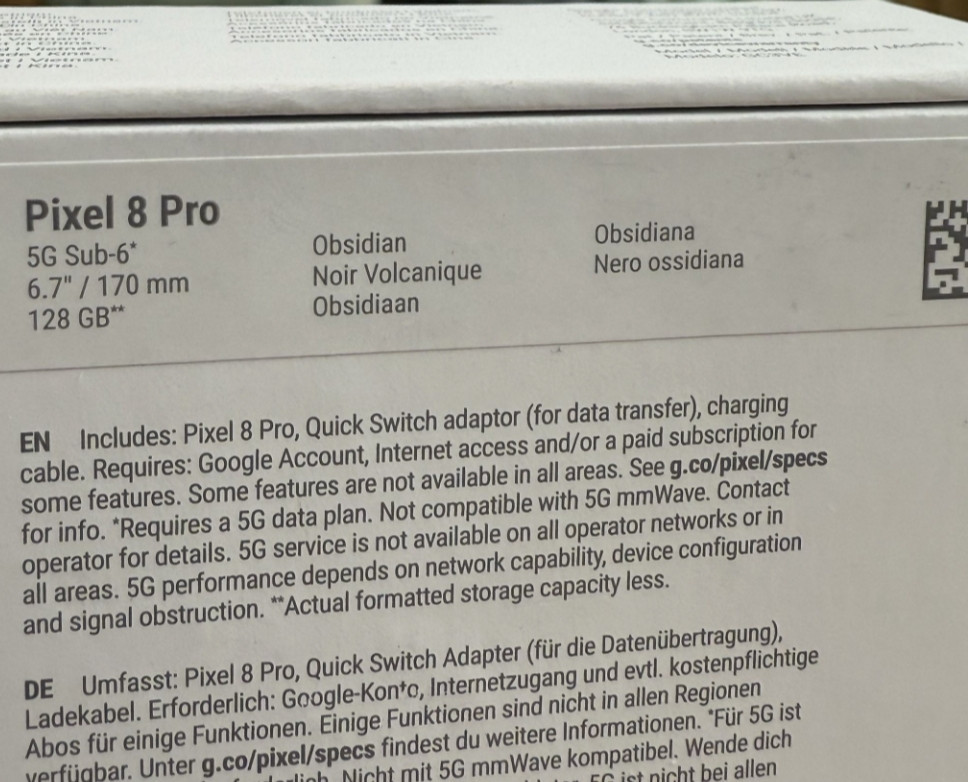 Pixel 8 Pro
5G Sub-6*
6.7" / 170 mm
128 GB**
Obsidian
Noir Volcanique
Obsidiaan
Obsidiana
Nero ossidiana
EN Includes: Pixel 8 Pro, Quick Switch adaptor (for data transfer), charging
cable. Requires: Google Account, Internet access and/or a paid subscription for
some features. Some features are not available in all areas. See g.co/pixel/specs
for info. *Requires a 5G data plan. Not compatible with 5G mmWave. Contact
operator for details. 5G service is not available on all operator networks or in
all areas. 5G performance depends on network capability, device configuration
and signal obstruction. **Actual formatted storage capacity less.
DE Umfasst: Pixel 8 Pro, Quick Switch Adapter (für die Datenübertragung),
Ladekabel. Erforderlich: Google-Konto, Internetzugang und evtl. kostenpflichtige
Abos für einige Funktionen. Einige Funktionen sind nicht in allen Regionen
verfügbar. Unter g.co/pixel/specs findest du weitere Informationen. *Für 5G ist
Nicht mit 5G mmWave kompatibel. Wende dich
5G ist nicht bei allen